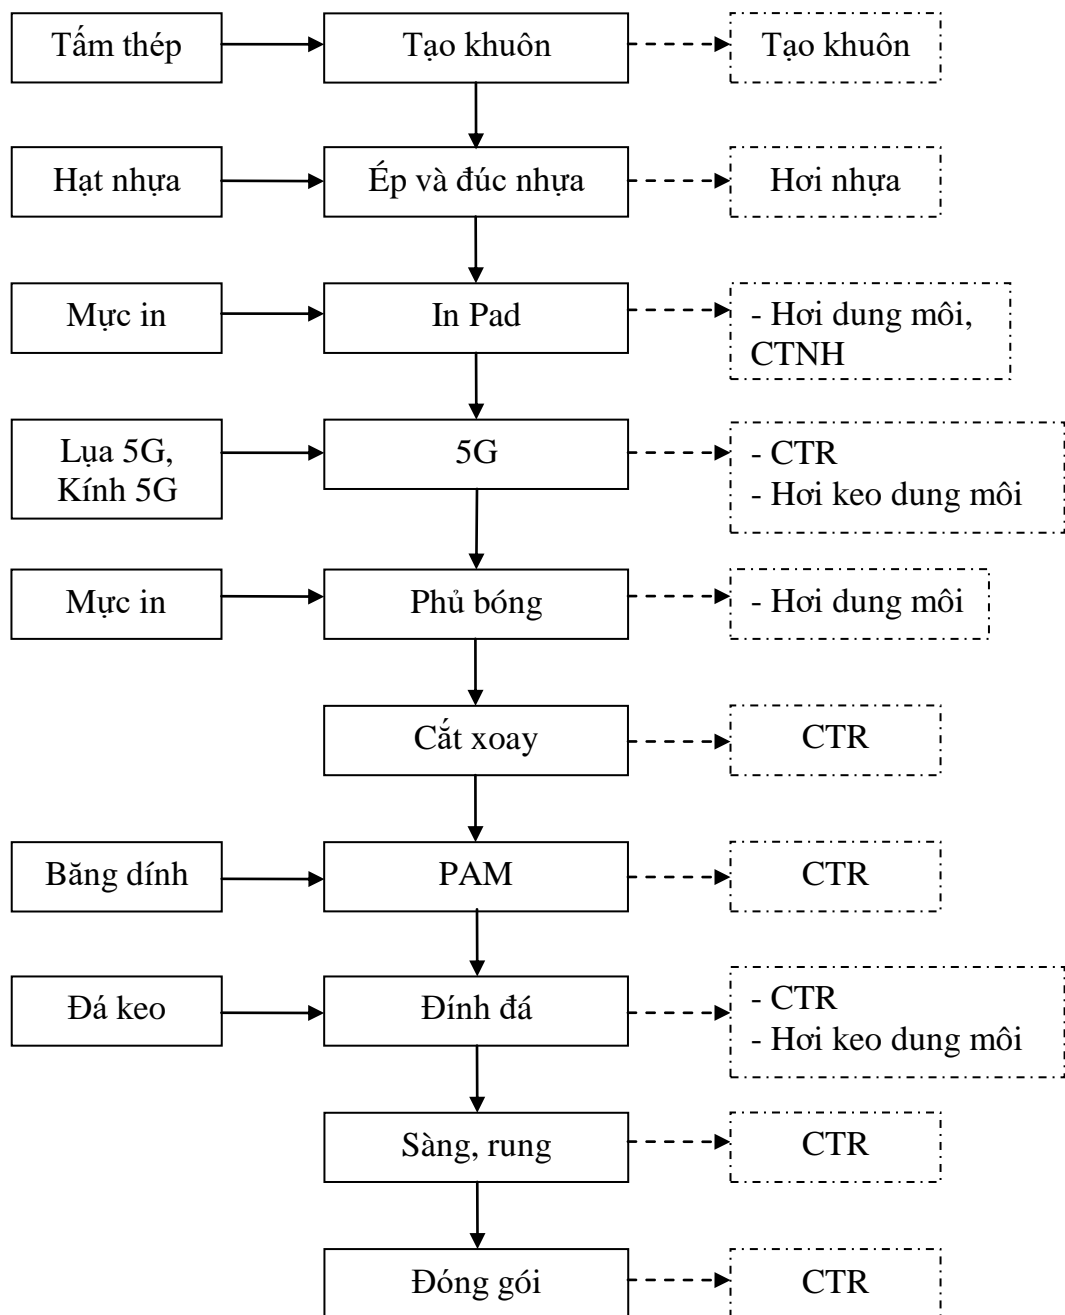 Tấm thép
Tạo khuôn
Tạo khuôn
Hạt nhựa
Ép và đúc nhựa
Hơi nhựa
Mực in
In Pad
- Hơi dung môi,
CTNH
Lụa 5G,
Kính 5G
5G
- CTR
- Hơi keo dung môi
Mực in
Phủ bóng
- Hơi dung môi
Cắt xoay
CTR
Băng dính
PAM
CTR
Đá keo
Đính đá
- CTR
- Hơi keo dung môi
Sàng, rung
CTR
Đóng gói
CTR